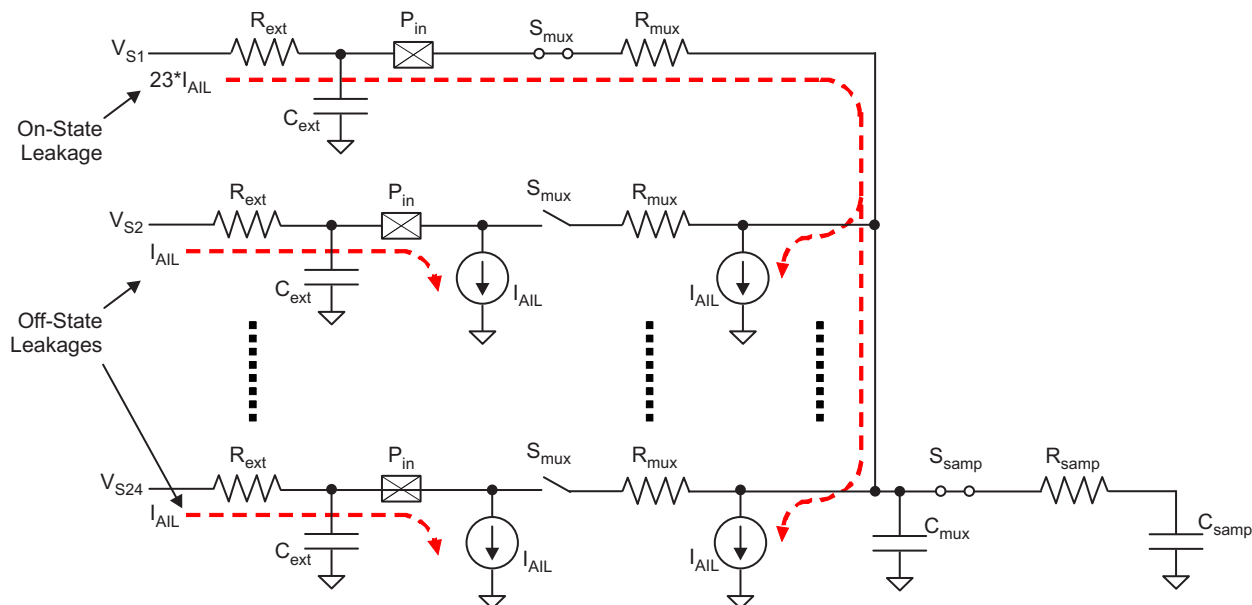 R_ext
P_in
S_mux
R_mux
V_S1
23*I_AIL
C_ext
On-State
Leakage
R_ext
P_in
S_mux
R_mux
V_S2
I_AIL
C_ext
I_AIL
I_AIL
Off-State
Leakages
R_ext
P_in
S_mux
R_mux
S_samp
R_samp
V_S24
I_AIL
C_ext
I_AIL
I_AIL
C_mux
C_samp